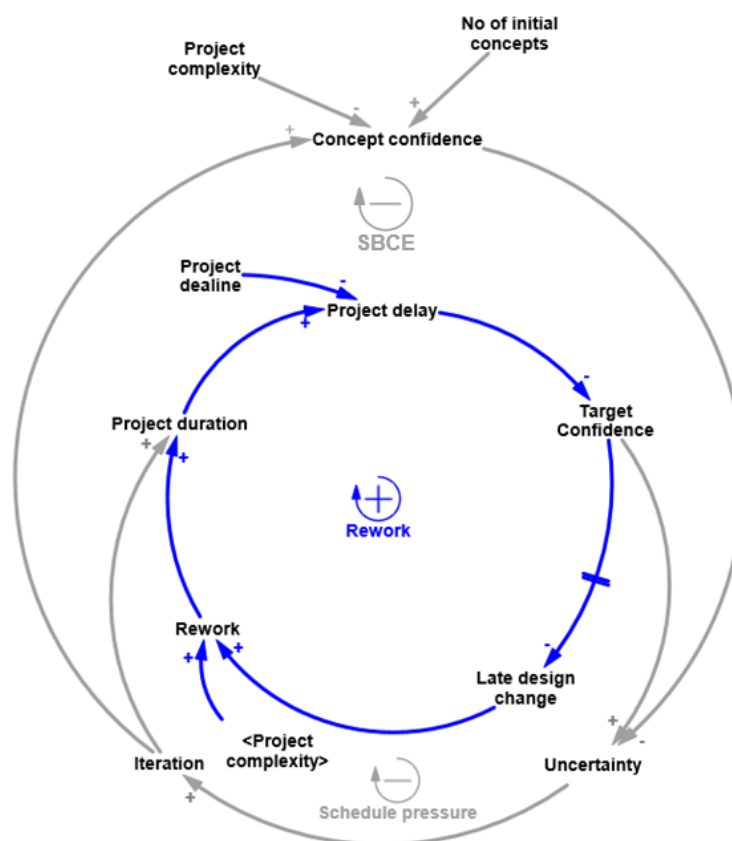 No of initial
concepts
Project
complexity
-
+
+
Concept confidence
—
SBCE
Project
dealine
-
Project delay
+
-
Target
Confidence
Project duration
+
+
+
Rework
-
Rework
+
+
Late design
change
<Project
complexity>
+
-
Iteration
—
Uncertainty
+
Schedule pressure